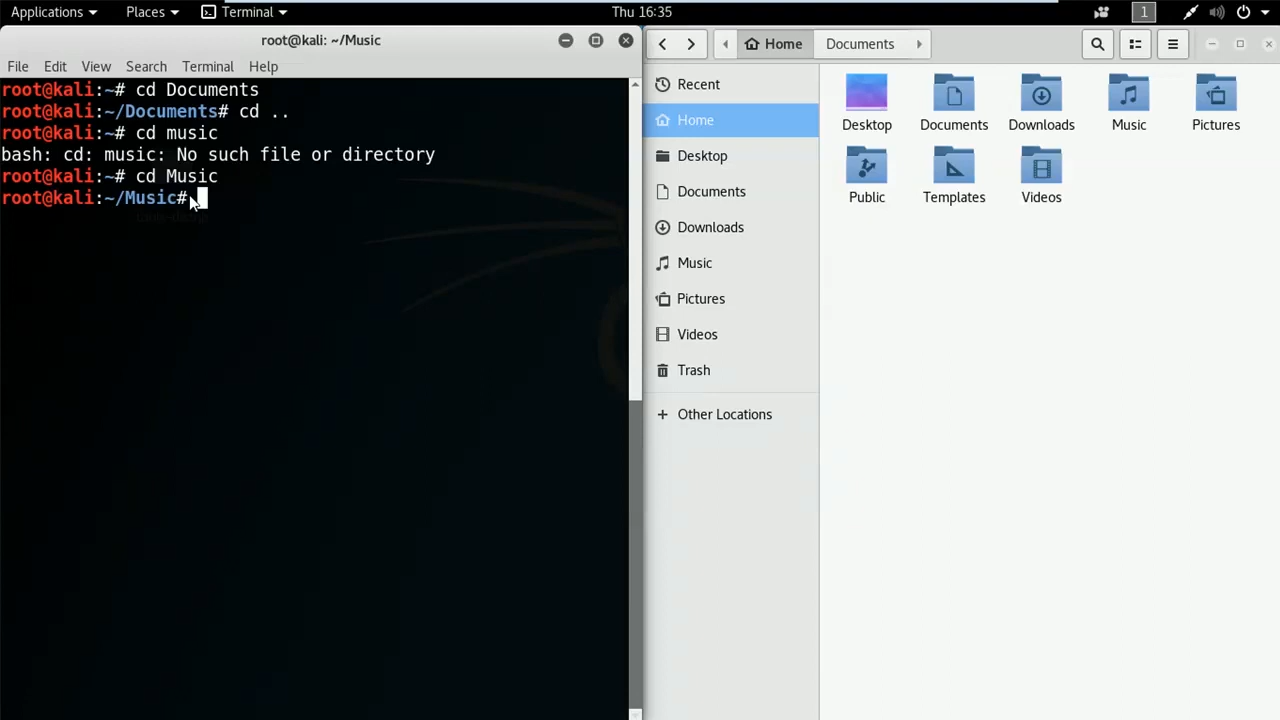 Applications Places Terminal Thu 16:35 1
root@kali: ~/Music
File Edit View Search Terminal Help
root@kali:~# cd Documents
root@kali:~/Documents# cd ..
root@kali:~# cd music
bash: cd: music: No such file or directory
root@kali:~# cd Music
root@kali:~/Music#
Home Documents
Recent
Home
Desktop
Documents
Downloads
Music
Pictures
Videos
Trash
+ Other Locations
Desktop Documents Downloads Music Pictures
Public Templates Videos